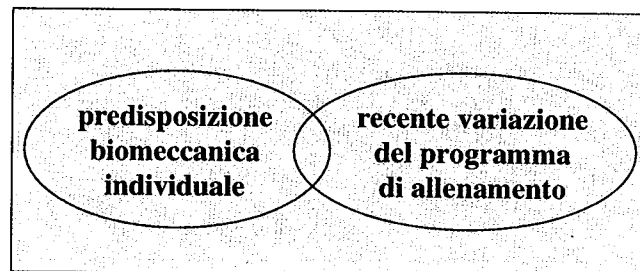 predisposizione
biomeccanica
individuale
recente variazione
del programma
di allenamento